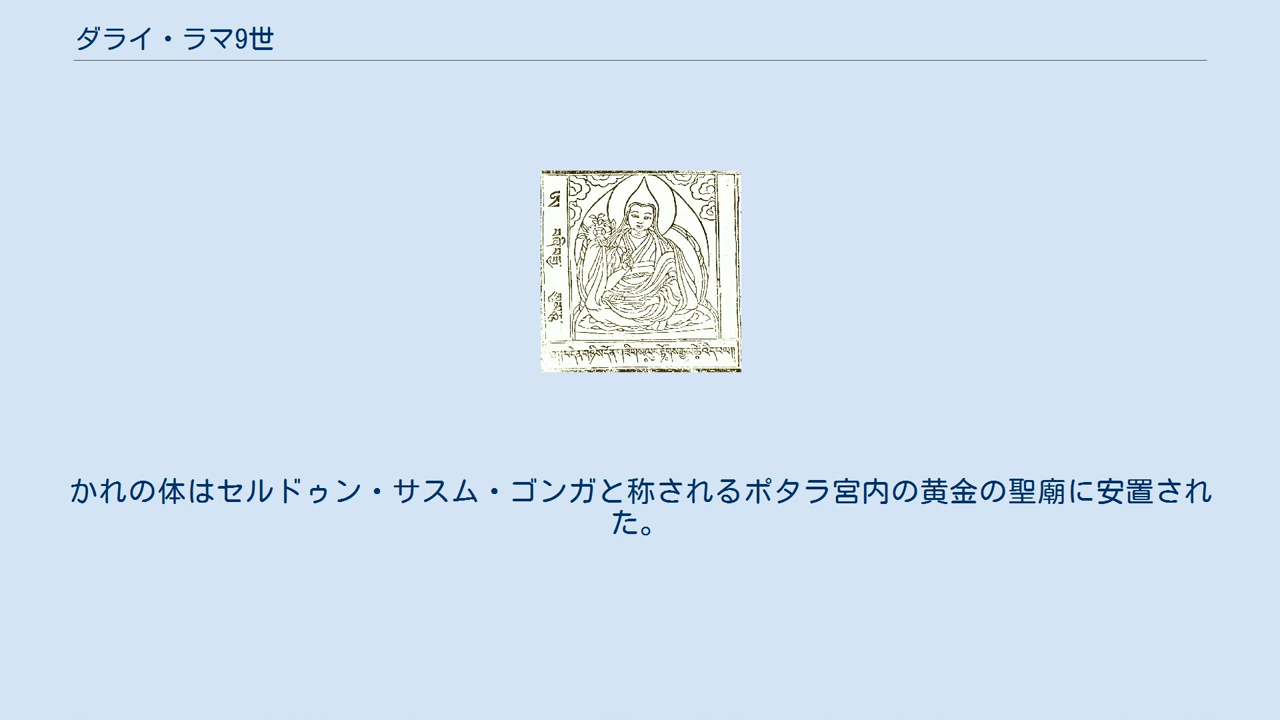 ダライ・ラマ9世
かれの体はセルドゥン・サスム・ゴンガと称されるポタラ宮内の黄金の聖廟に安置され
た。